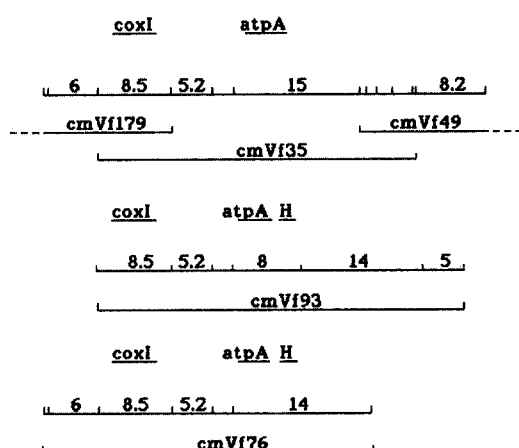 coxI atpA
6 8.5 5.2 15 8.2
cmVf179 cmVf49
cmVf35
coxI atpA H
8.5 5.2 8 14 5
cmVf93
coxI atpA H
6 8.5 5.2 14
cmVf76